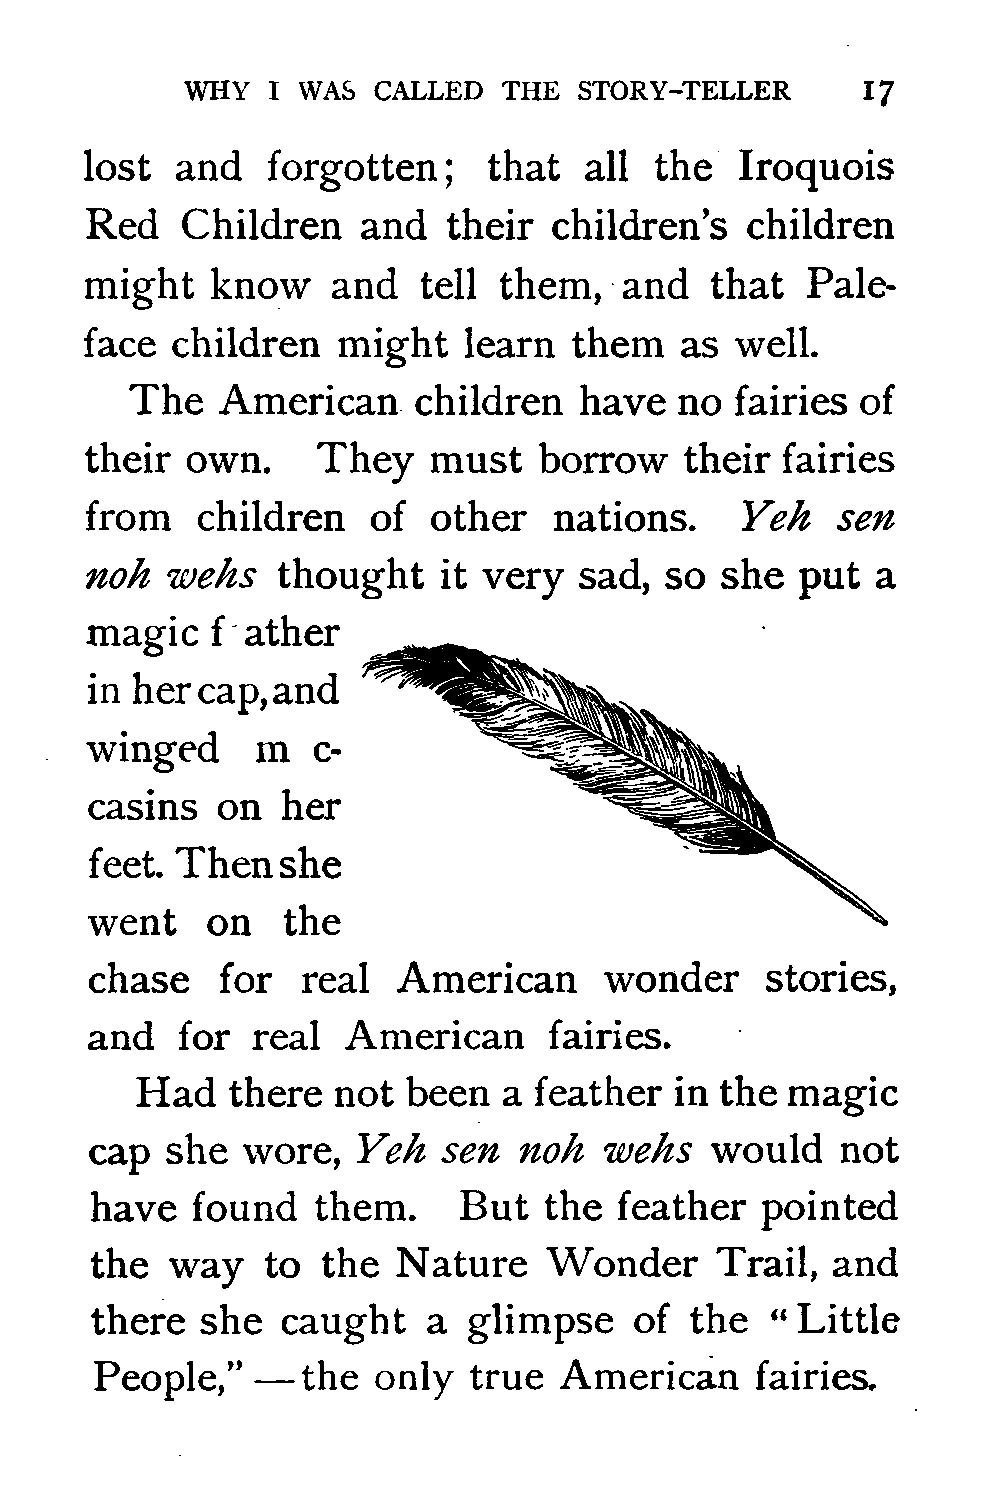 WHY I WAS CALLED THE STORY-TELLER 17
lost and forgotten; that all the Iroquois
Red Children and their children's children
might know and tell them, and that Pale-
face children might learn them as well.
The American children have no fairies of
their own. They must borrow their fairies
from children of other nations. Yeh sen
noh wehs thought it very sad, so she put a
magic f ather
in her cap, and
winged m c-
casins on her
feet. Then she
went on the
chase for real American wonder stories,
and for real American fairies.
Had there not been a feather in the magic
cap she wore, Yeh sen noh wehs would not
have found them. But the feather pointed
the way to the Nature Wonder Trail, and
there she caught a glimpse of the "Little
People,"—the only true American fairies.